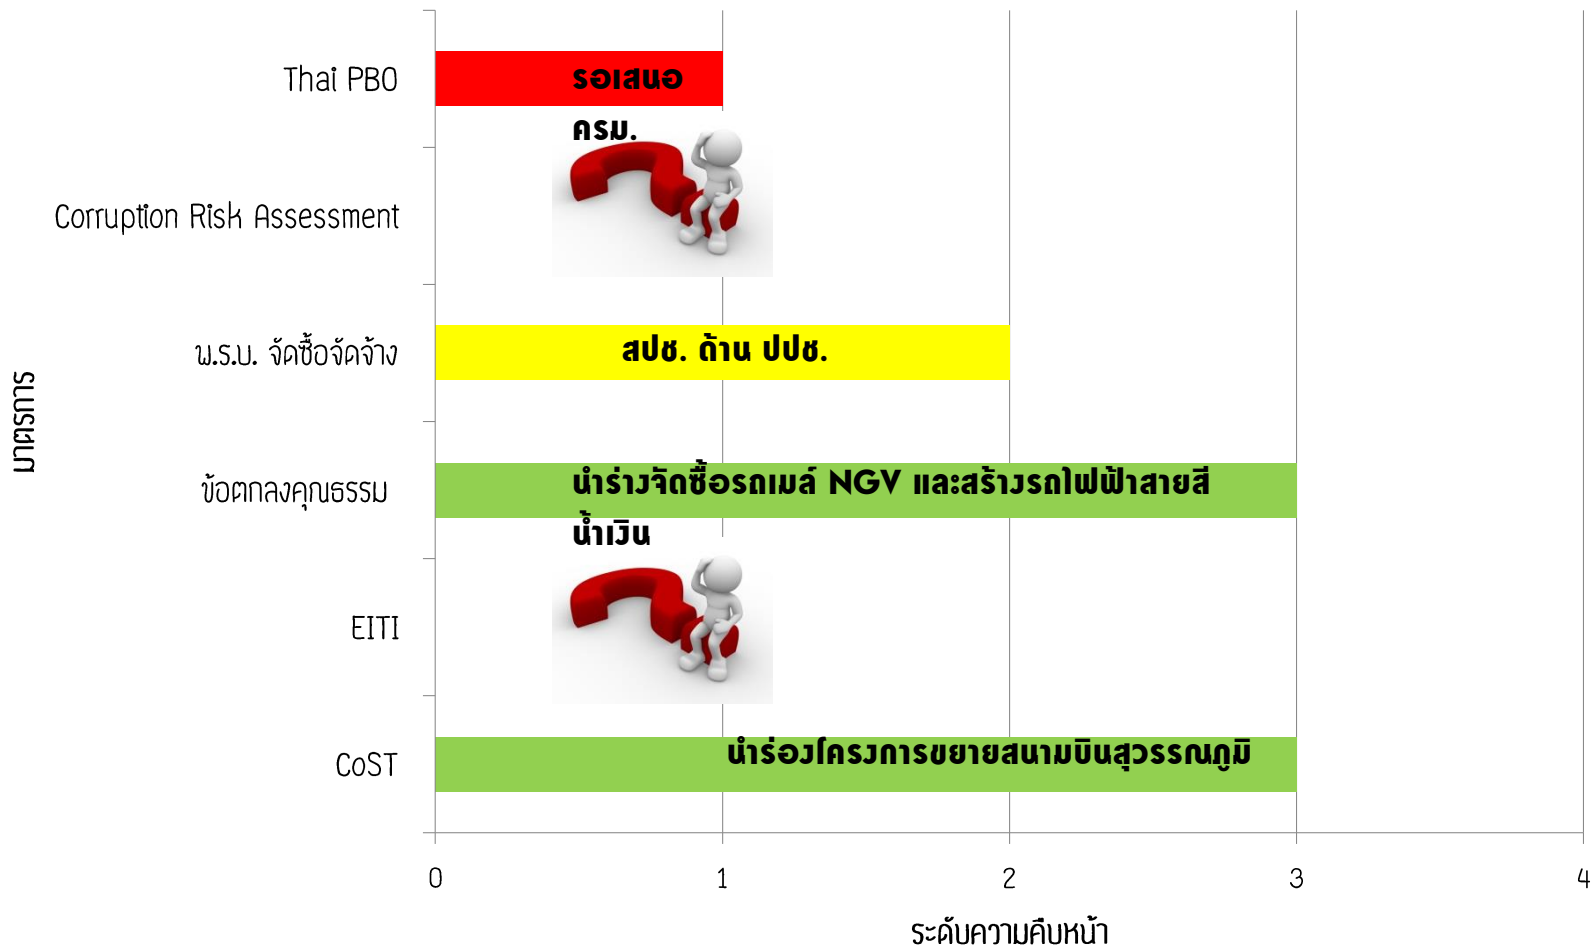 Thai PBO
รอเสนอ
ครม.
Corruption Risk Assessment
พ.ร.บ. จัดซื้อจัดจ้าง
สปช. ด้าน ปปช.
มาตรการ
ข้อตกลงคุณธรรม
นำร่างจัดซื้อรถเมล์ NGV และสร้างรถไฟฟ้าสายสี
น้ำเงิน
EITI
CoST
นำร่องโครงการขยายสนามบินสุวรรณภูมิ
0 1 2 3 4
ระดับความคืบหน้า